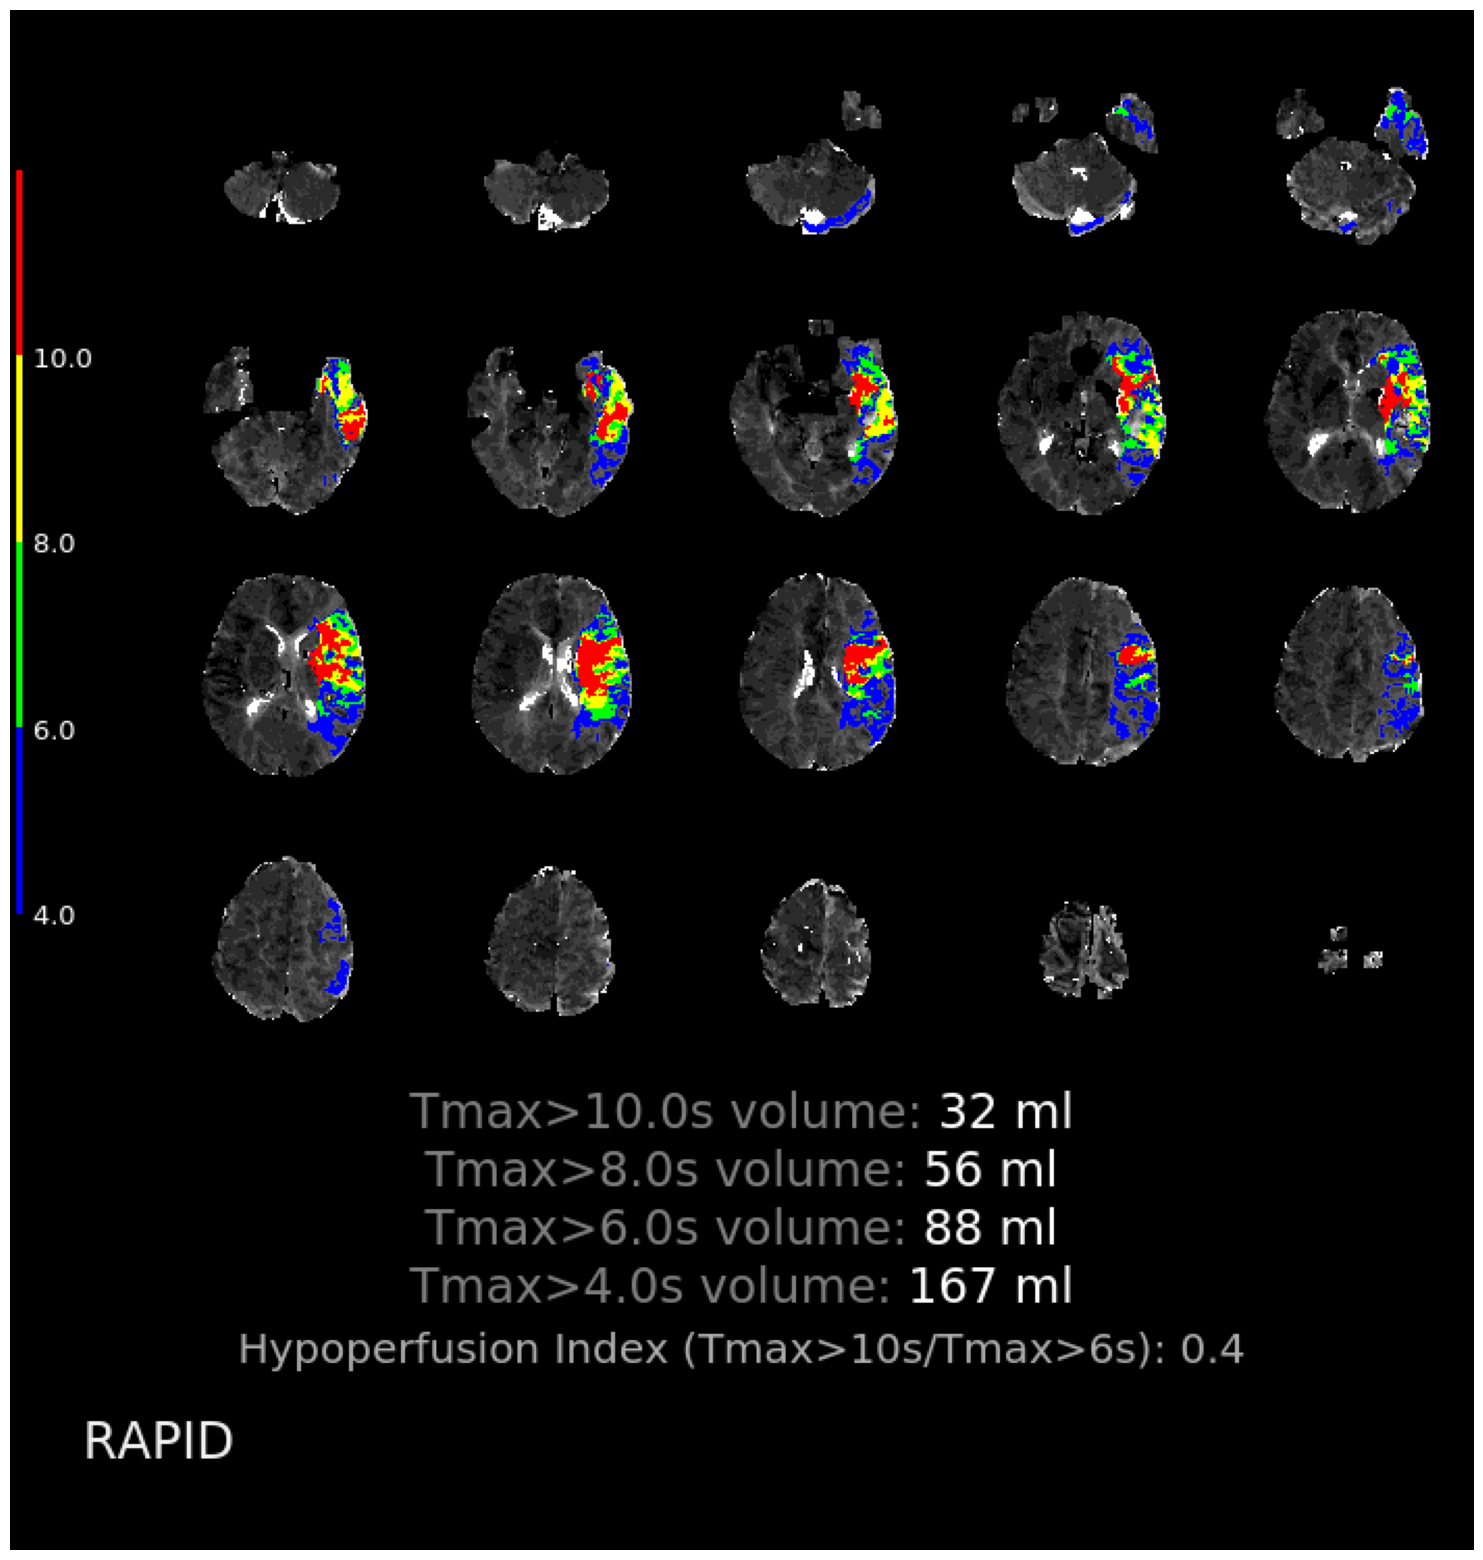 10.0
8.0
6.0
4.0
Tmax>10.0s volume: 32 ml
Tmax>8.0s volume: 56 ml
Tmax>6.0s volume: 88 ml
Tmax>4.0s volume: 167 ml
Hypoperfusion Index (Tmax>10s/Tmax>6s): 0.4
RAPID